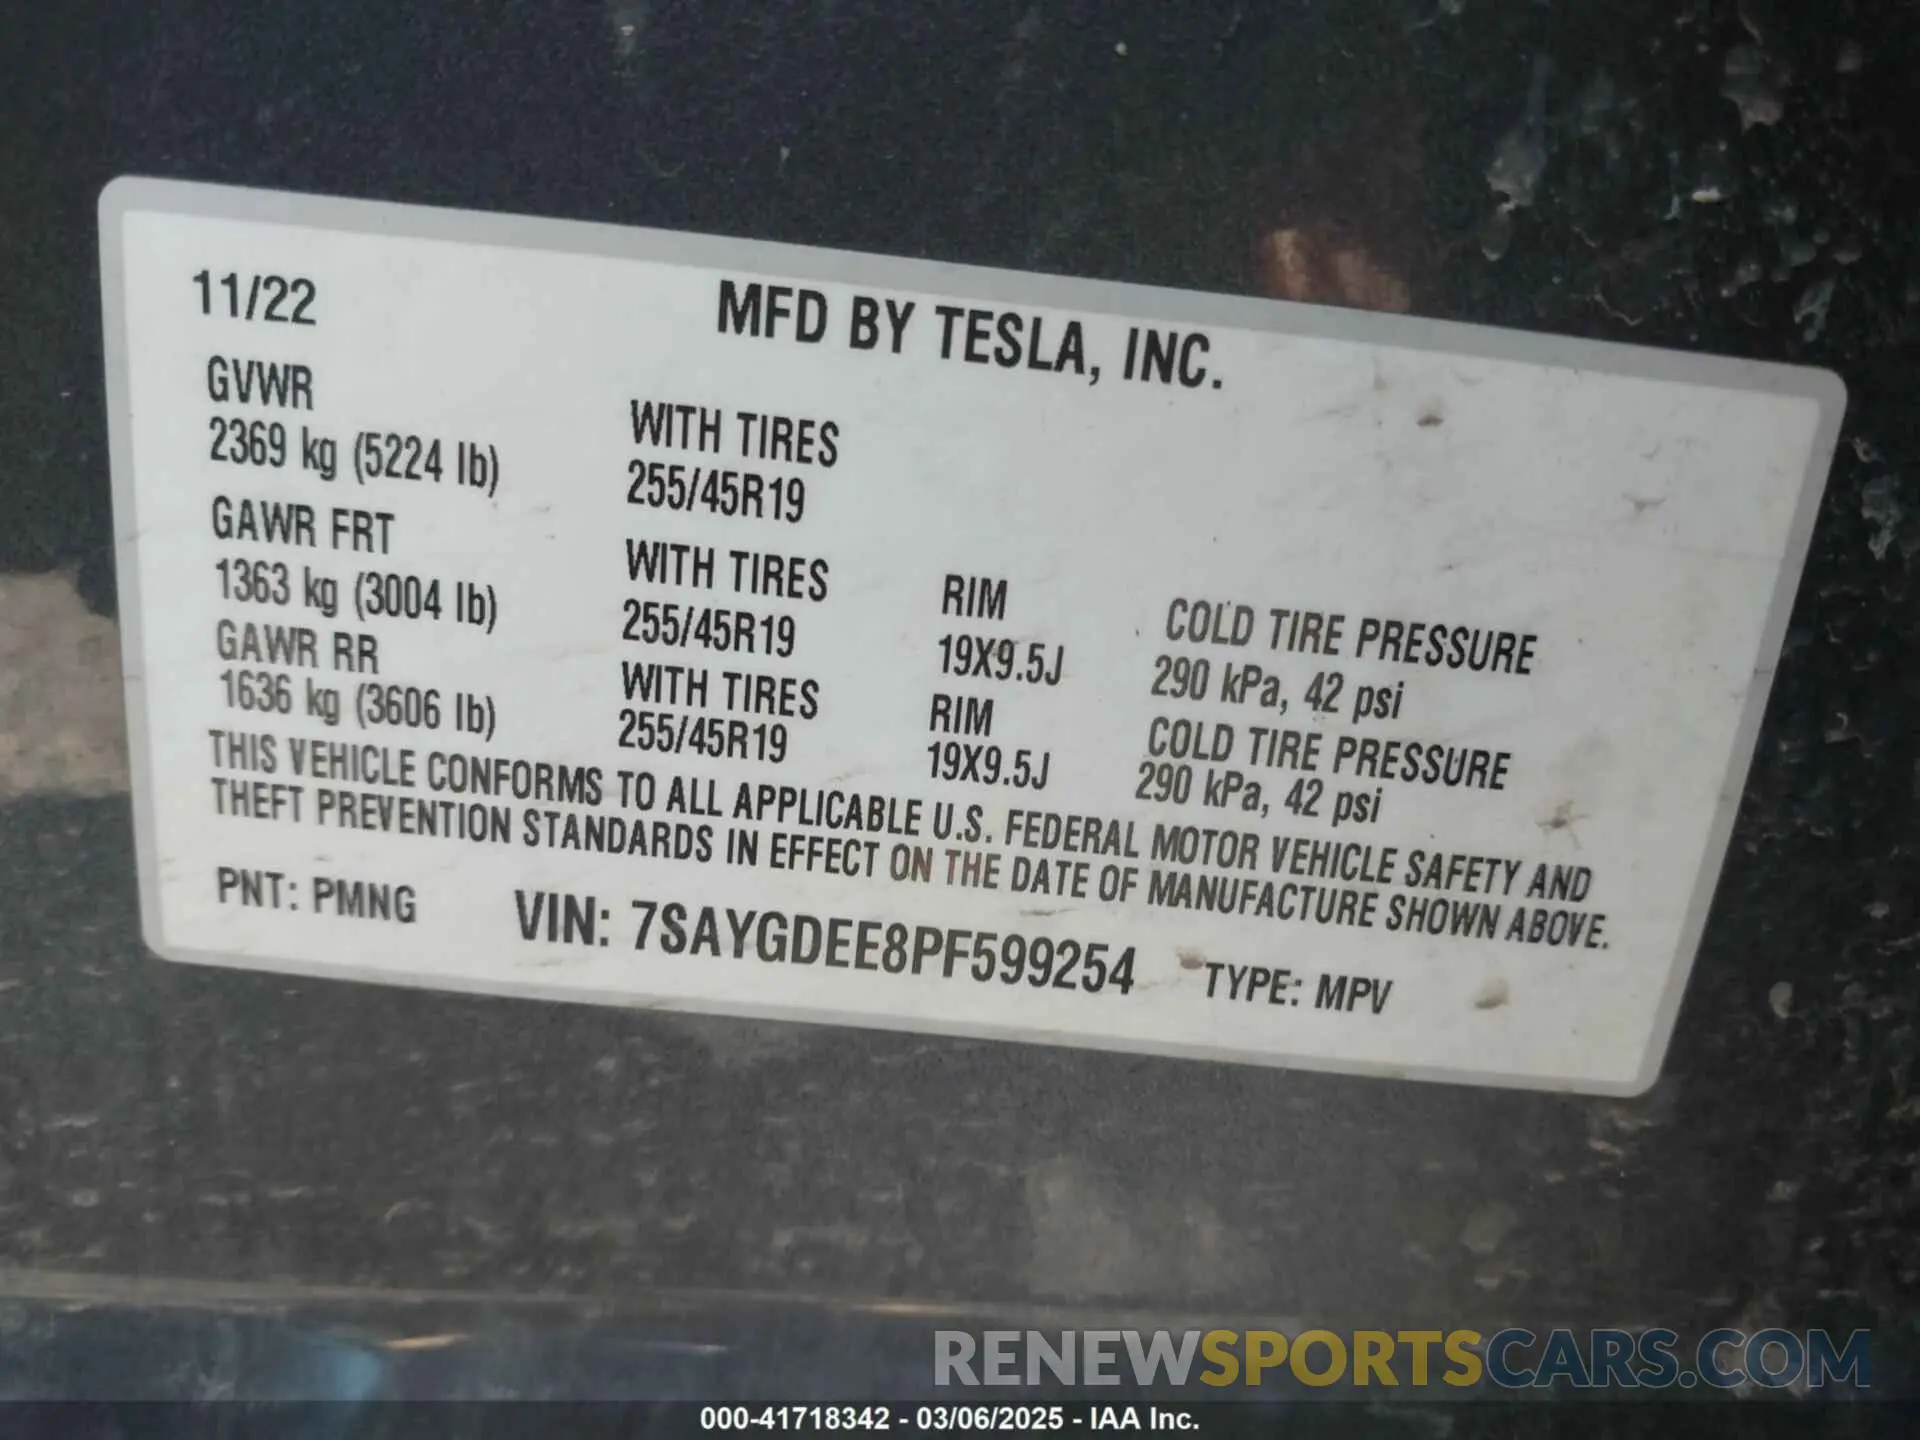 11/22 MFD BY TESLA, INC.
GVWR
2369 kg (5224 lb) WITH TIRES
255/45R19
GAWR FRT
1363 kg (3004 lb) WITH TIRES RIM COLD TIRE PRESSURE
255/45R19 19X9.5J 290 kPa, 42 psi
GAWR RR
1636 kg (3606 lb) WITH TIRES RIM COLD TIRE PRESSURE
255/45R19 19X9.5J 290 kPa, 42 psi
THIS VEHICLE CONFORMS TO ALL APPLICABLE U.S. FEDERAL MOTOR VEHICLE SAFETY AND
THEFT PREVENTION STANDARDS IN EFFECT ON THE DATE OF MANUFACTURE SHOWN ABOVE.
PNT: PMNG VIN: 7SAYGDEE8PF599254 TYPE: MPV
RENEWSPORTSCARS.COM
000-41718342 - 03/06/2025 - IAA Inc.